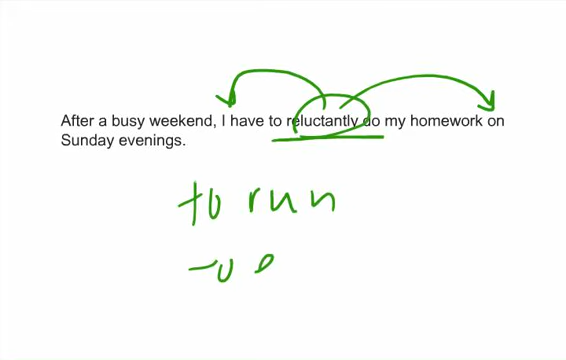 After a busy weekend, I have to reluctantly do my homework on
Sunday evenings.
to run